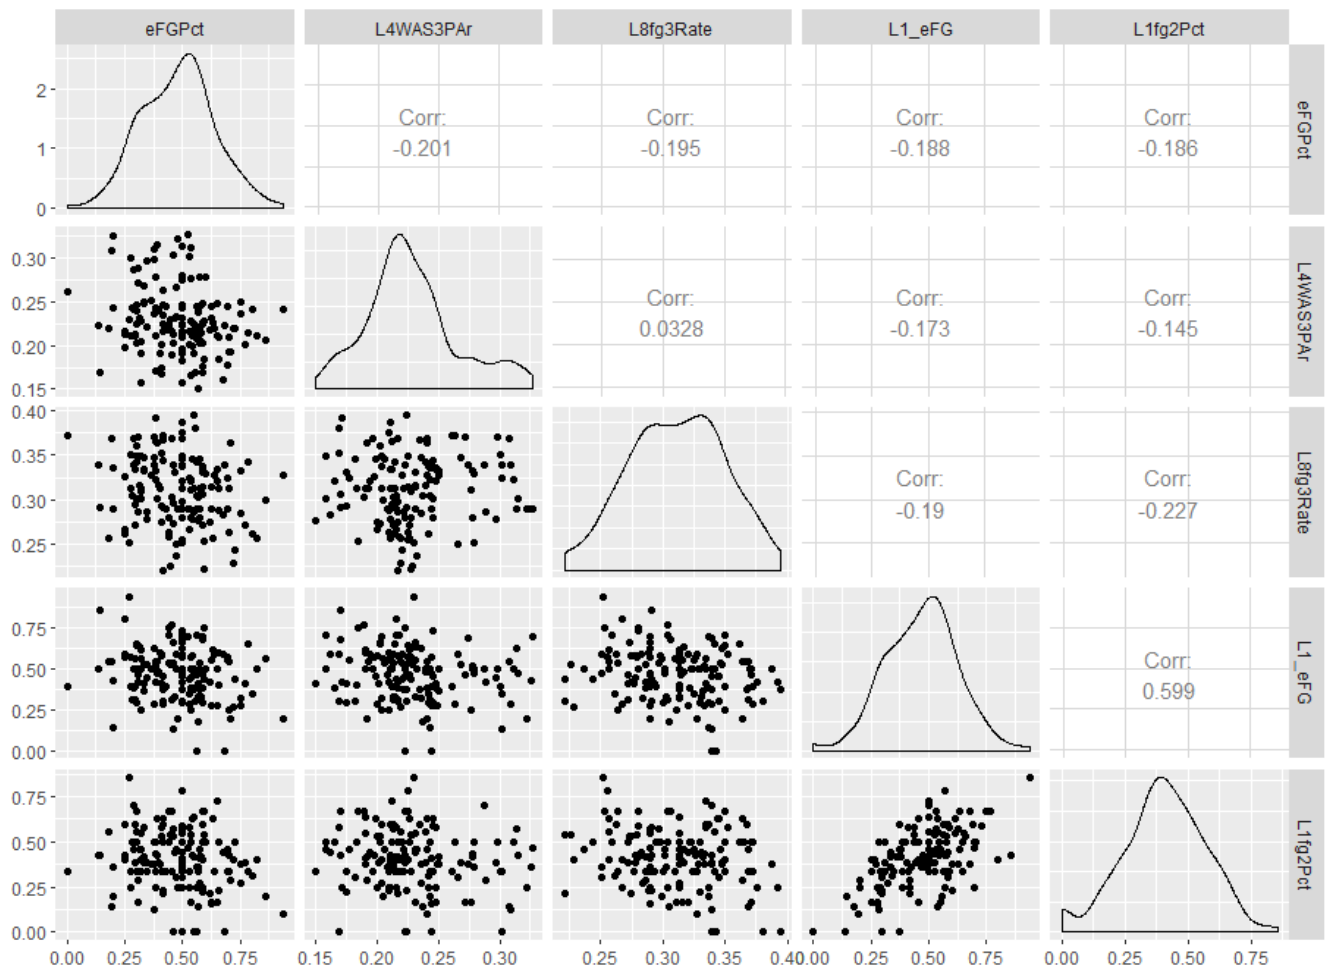 eFGPct L4WAS3PAr L8fg3Rate L1_eFG L1fg2Pct
2
1
0
Corr:
-0.201
Corr:
-0.195
Corr:
-0.188
Corr:
-0.186
eFGPct
0.30
0.25
0.20
0.15
Corr:
0.0328
Corr:
-0.173
Corr:
-0.145
L4WAS3PAr
0.40
0.35
0.30
0.25
Corr:
-0.19
Corr:
-0.227
L8fg3Rate
0.75
0.50
0.25
0.00
Corr:
0.599
L1_eFG
0.75
0.50
0.25
0.00
L1fg2Pct
0.00 0.25 0.50 0.75 0.15 0.20 0.25 0.30 0.25 0.30 0.35 0.40 0.00 0.25 0.50 0.75 0.00 0.25 0.50 0.75